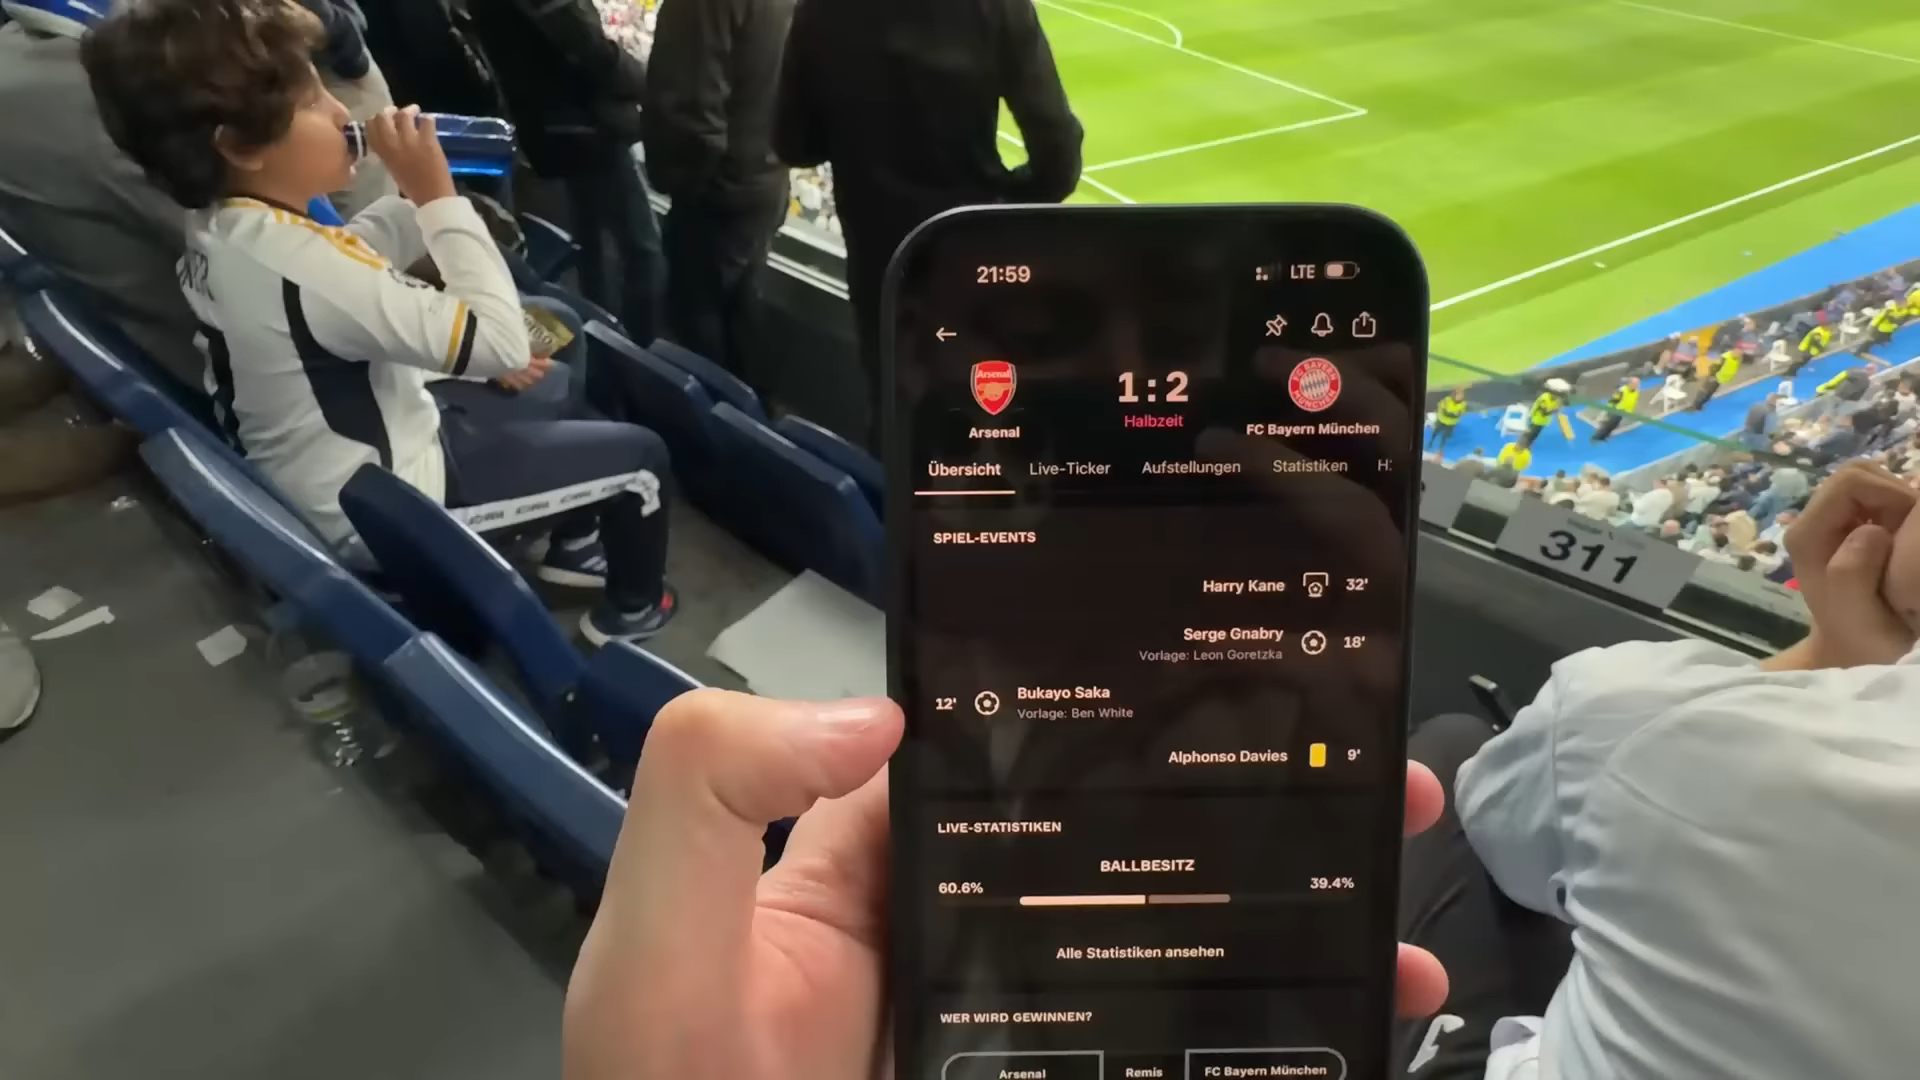 21:59
LTE
Arsenal
1:2
Halbzeit
Arsenal
FC Bayern München
Übersicht Live-Ticker Aufstellungen Statistiken
SPIEL-EVENTS
Harry Kane 32'
Serge Gnabry 18'
Vorlage: Leon Goretzka
12' Bukayo Saka
Vorlage: Ben White
Alphonso Davies 9'
LIVE-STATISTIKEN
BALLBESITZ
60.6% 39.4%
Alle Statistiken ansehen
WER WIRD GEWINNEN?
Arsenal Remis FC Bayern München
311